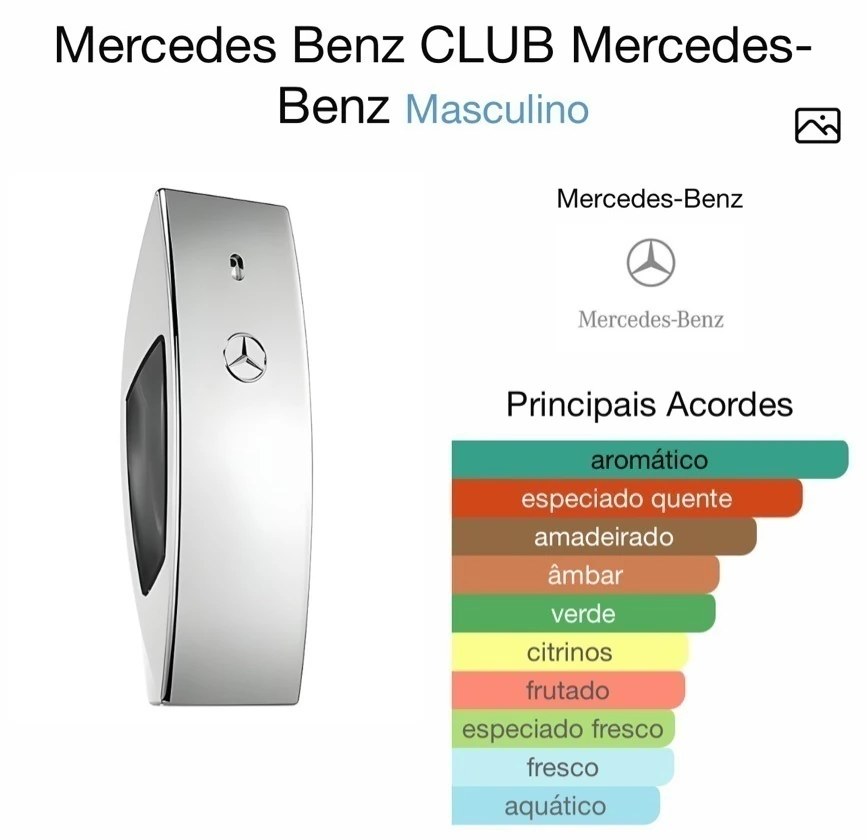 Mercedes Benz CLUB Mercedes-
Benz Masculino
Mercedes-Benz
Mercedes-Benz
Principais Acordes
aromático
especiado quente
amadeirado
âmbar
verde
citrinos
frutado
especiado fresco
fresco
aquático